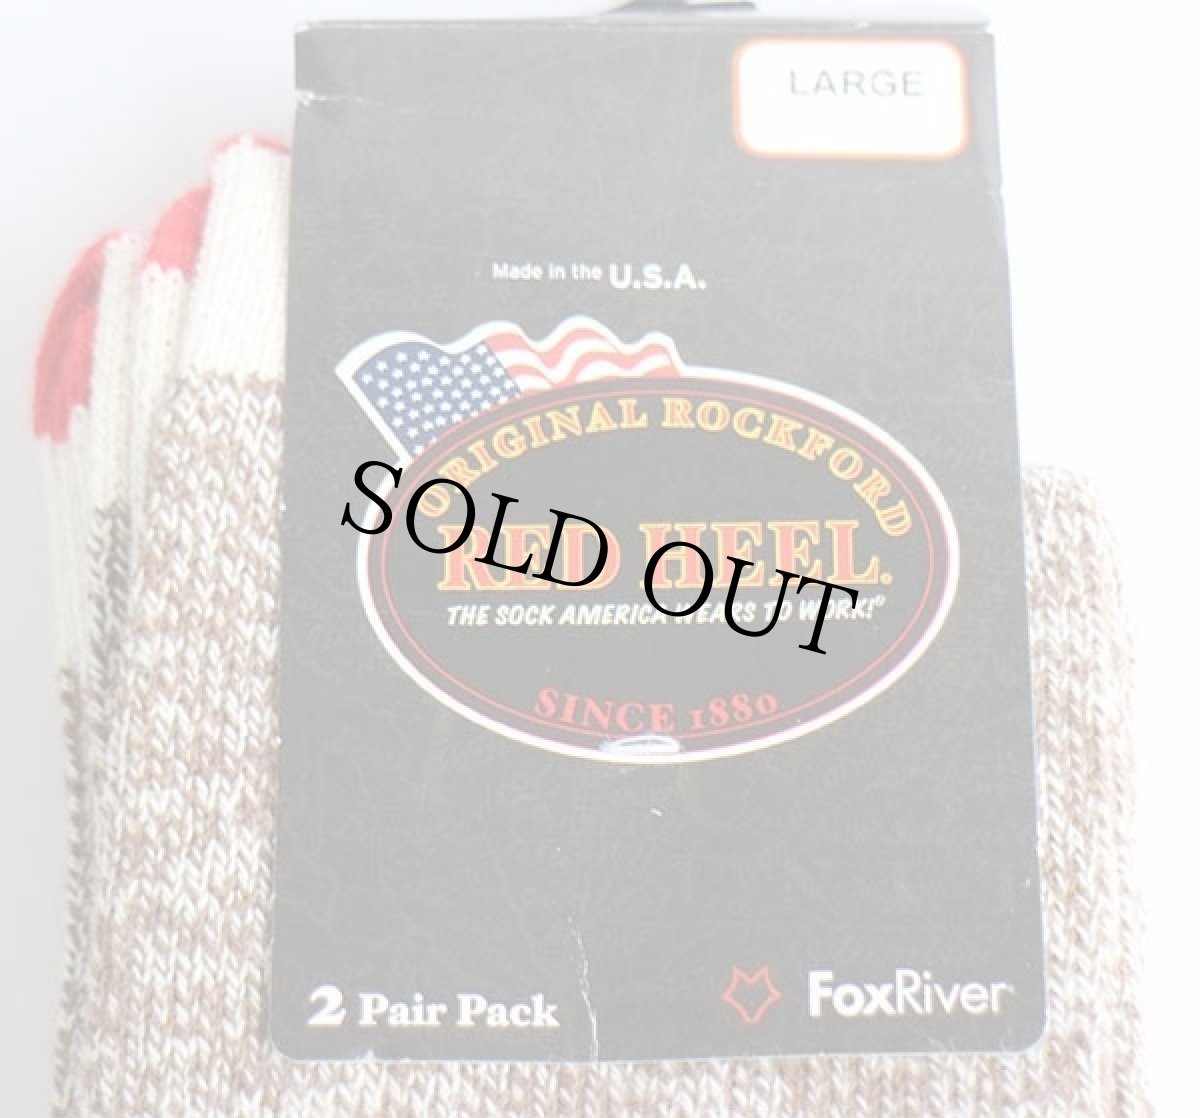 LARGE
Made in the U.S.A.
ORIGINAL ROCKFORD
RED HEEL.
THE SOCK AMERICA WEARS TO WORK!®
SINCE 1880
SOLD OUT
2 Pair Pack
FoxRiver